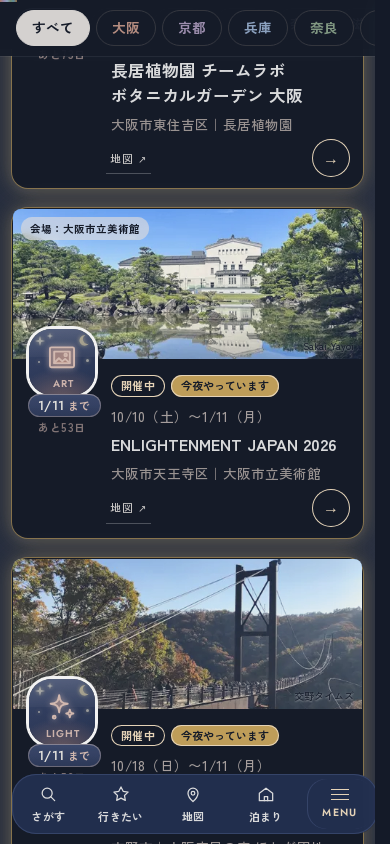 すべて
大阪
京都
兵庫
奈良
長居植物園 チームラボ
ボタニカルガーデン 大阪
大阪市東住吉区｜長居植物園
地図 ↗
→
会場：大阪市立美術館
ART
1/11 まで
あと53日
開催中
今夜やっています
10/10（土）〜1/11（月）
ENLIGHTENMENT JAPAN 2026
大阪市天王寺区｜大阪市立美術館
地図 ↗
→
交野タイムズ
LIGHT
1/11 まで
開催中
今夜やっています
10/18（日）〜1/11（月）
さがす
行きたい
地図
泊まり
MENU